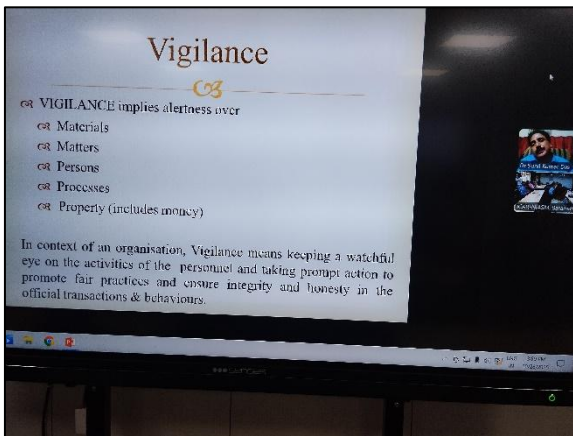 Vigilance
VIGILANCE implies alertness over
Materials
Matters
Persons
Processes
Property (includes money)
In context of an organisation, Vigilance means keeping a watchful
eye on the activities of the personnel and taking prompt action to
promote fair practices and ensure integrity and honesty in the
official transactions & behaviours.